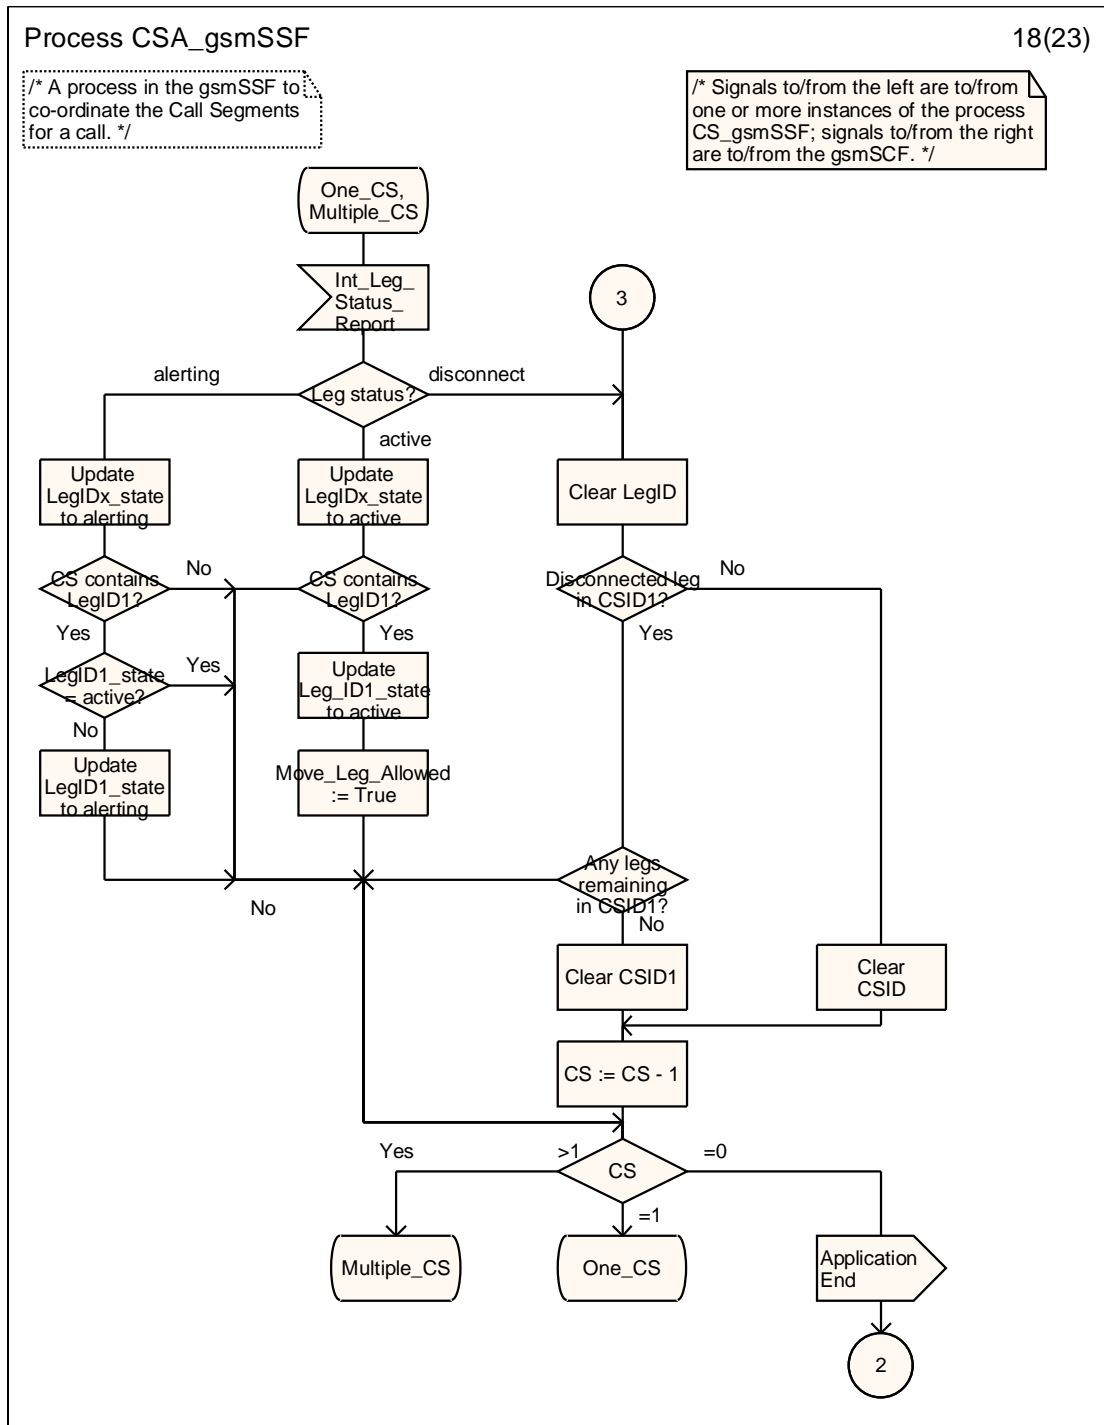 Process CSA_gsmSSF
18(23)
/* A process in the gsmSSF to
co-ordinate the Call Segments
for a call. */
/* Signals to/from the left are to/from
one or more instances of the process
CS_gsmSSF; signals to/from the right
are to/from the gsmSCF. */
One_CS,
Multiple_CS
Int_Leg_
Status_
Report
3
alerting
Leg status?
disconnect
active
Update
LegIDx_state
to alerting
Update
LegIDx_state
to active
Clear LegID
CS contains
LegID1?
No
CS contains
LegID1?
Disconnected leg
in CSID1?
No
Yes
Yes
Yes
LegID1_state
= active?
Yes
Update
Leg_ID1_state
to active
No
Update
LegID1_state
to alerting
Move_Leg_Allowed
:= True
Any legs
remaining
in CSID1?
No
No
Clear CSID1
Clear
CSID
CS := CS - 1
Yes
>1
CS
=0
=1
Multiple_CS
One_CS
Application
End
2